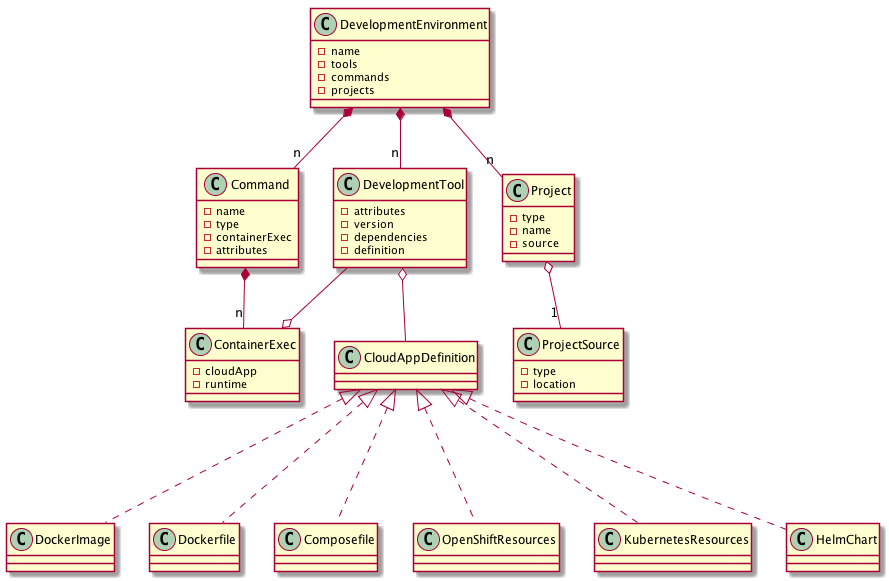 C DevelopmentEnvironment
name
tools
commands
projects
n
n
n
C Command
name
type
containerExec
attributes
C DevelopmentTool
attributes
version
dependencies
definition
C Project
type
name
source
n
1
C ContainerExec
cloudApp
runtime
C CloudAppDefinition
C ProjectSource
type
location
C DockerImage
C Dockerfile
C Composefile
C OpenShiftResources
C KubernetesResources
C HelmChart